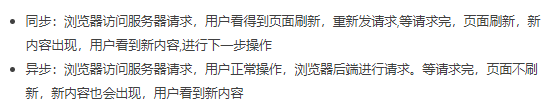 • 同步：浏览器访问服务器请求，用户看得到页面刷新，重新发请求,等请求完，页面刷新，新
内容出现，用户看到新内容,进行下一步操作
• 异步：浏览器访问服务器请求，用户正常操作，浏览器后端进行请求。等请求完，页面不刷
新，新内容也会出现，用户看到新内容